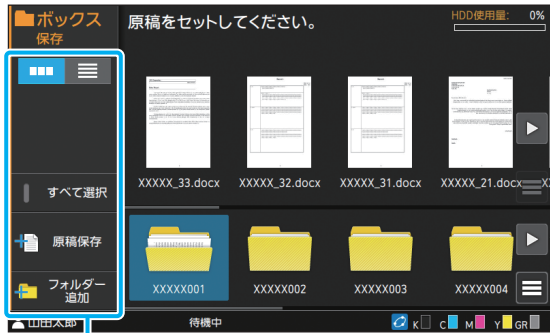 ボックス
保存
原稿をセットしてください。
HDD使用量: 0%
XXXXX_33.docx
XXXXX_32.docx
XXXXX_31.docx
XXXXX_21.docx
すべて選択
原稿保存
フォルダー
追加
XXXXX001
XXXXX002
XXXXX003
XXXXX004
山田太郎
待機中
K
C
M
Y
GR